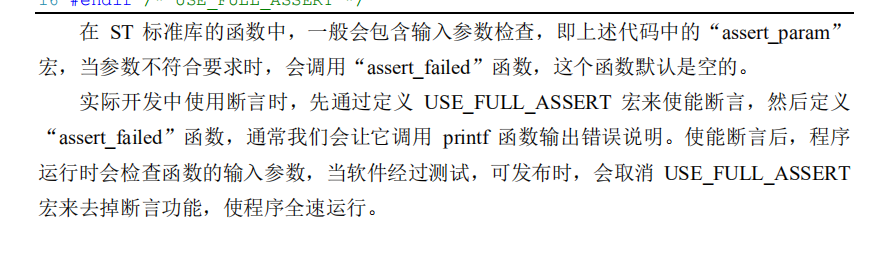 16 #endif /* USE_FULL_ASSERT */
在 ST 标准库的函数中，一般会包含输入参数检查，即上述代码中的“assert_param”
宏，当参数不符合要求时，会调用“assert_failed”函数，这个函数默认是空的。
实际开发中使用断言时，先通过定义 USE_FULL_ASSERT 宏来使能断言，然后定义
“assert_failed”函数，通常我们会让它调用 printf 函数输出错误说明。使能断言后，程序
运行时会检查函数的输入参数，当软件经过测试，可发布时，会取消 USE_FULL_ASSERT
宏来去掉断言功能，使程序全速运行。